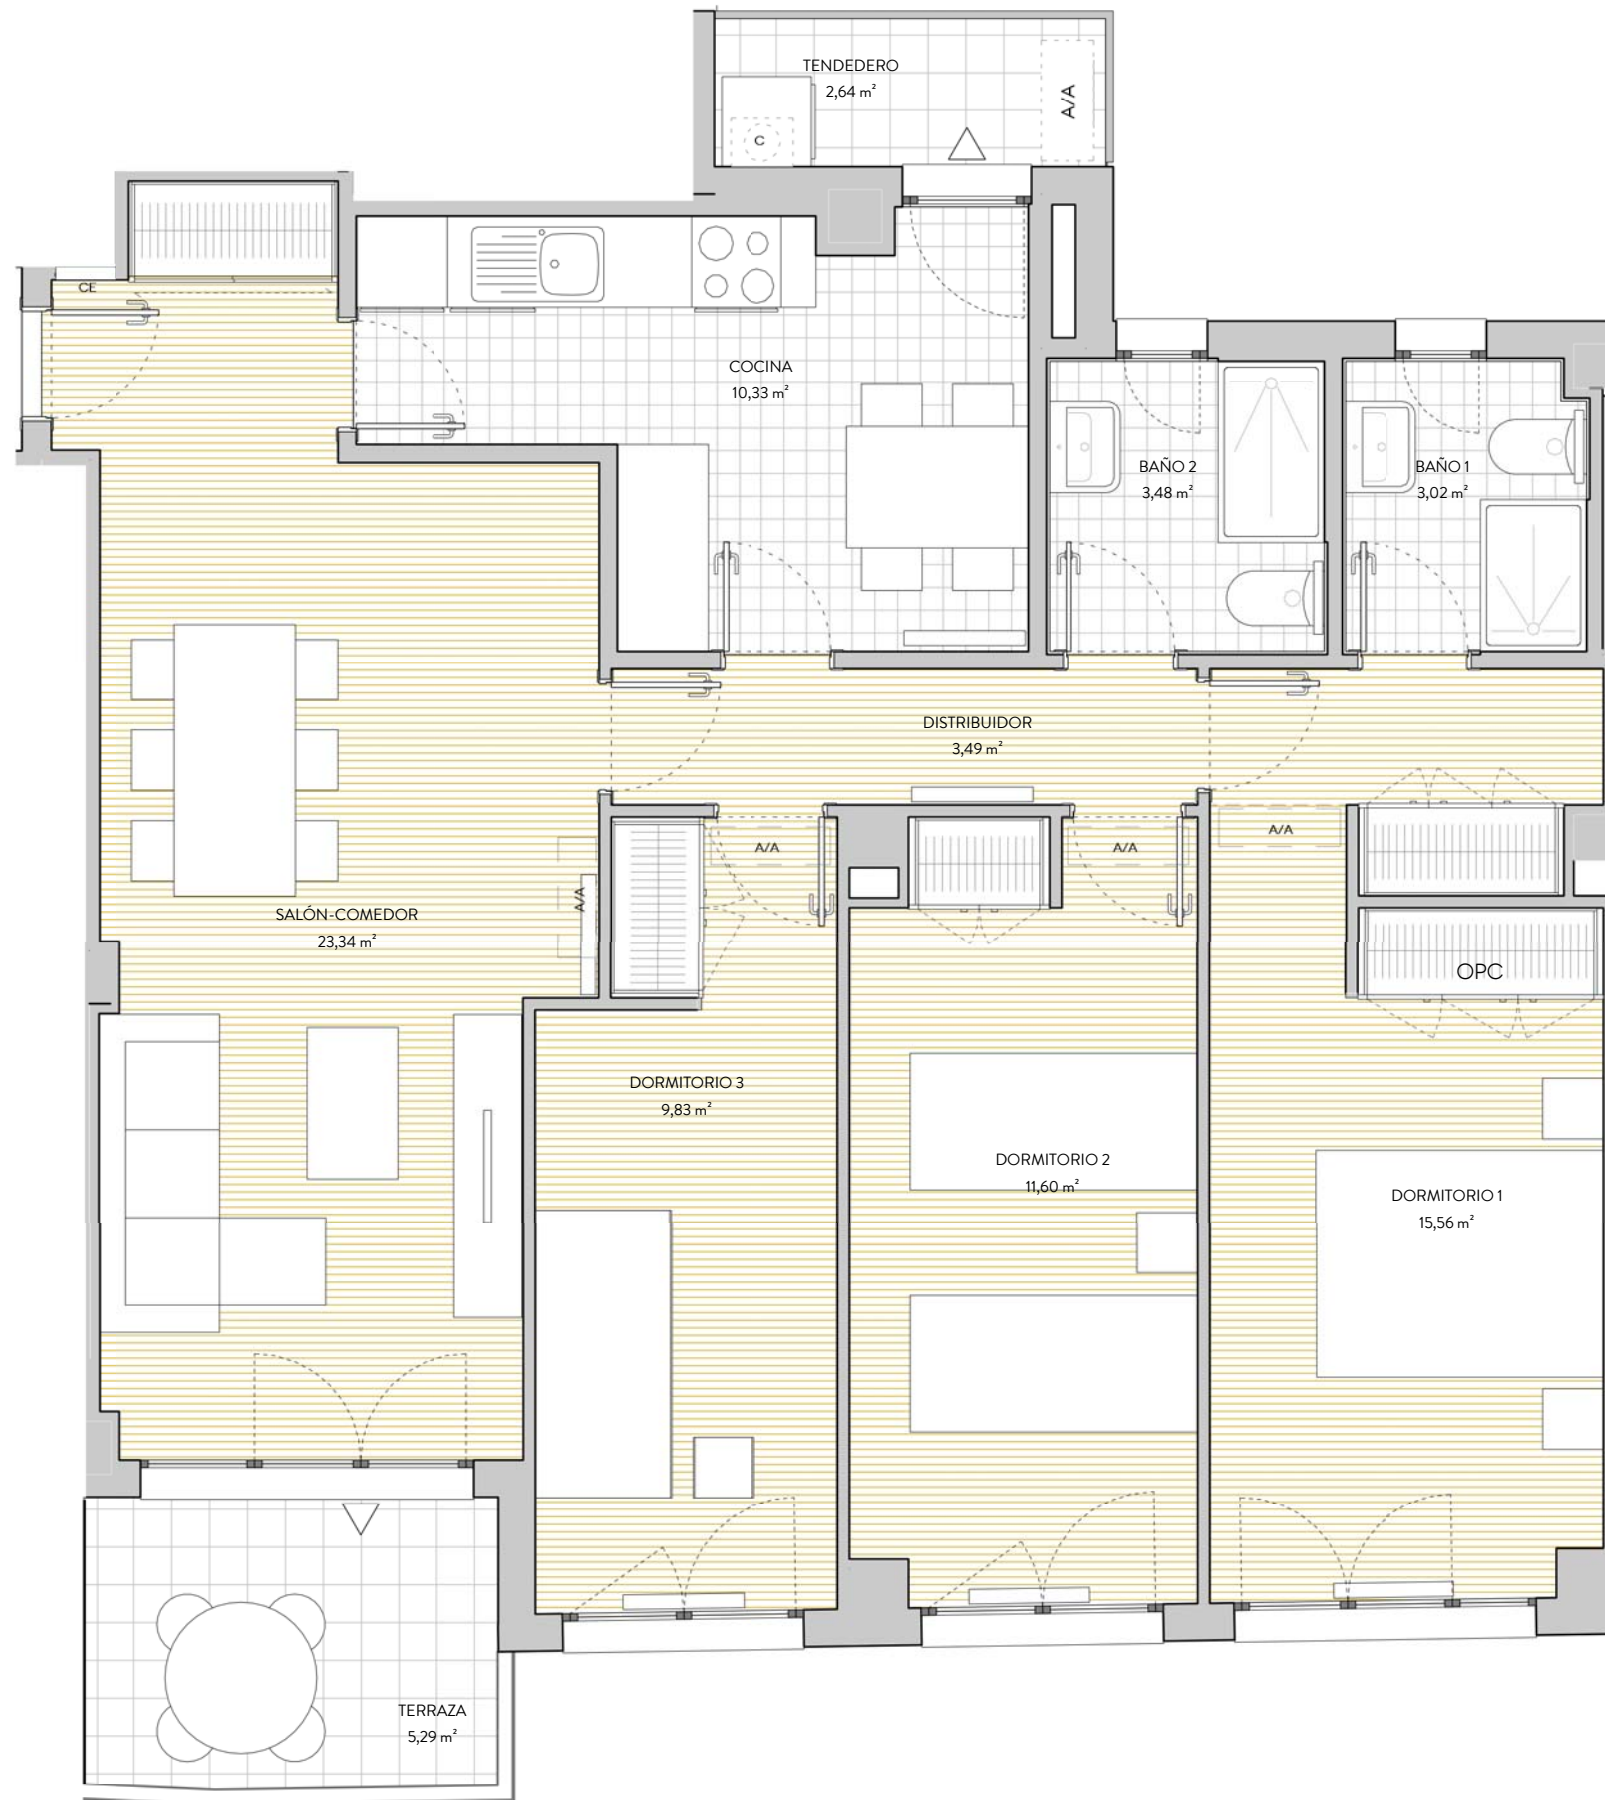 TENDEDERO
2,64 m²
A/A
C
CE
COCINA
10,33 m²
BAÑO 2
3,48 m²
BAÑO 1
3,02 m²
DISTRIBUIDOR
3,49 m²
A/A
A/A
A/A
A/A
SALÓN-COMEDOR
23,34 m²
OPC
DORMITORIO 3
9,83 m²
DORMITORIO 2
11,60 m²
DORMITORIO 1
15,56 m²
TERRAZA
5,29 m²